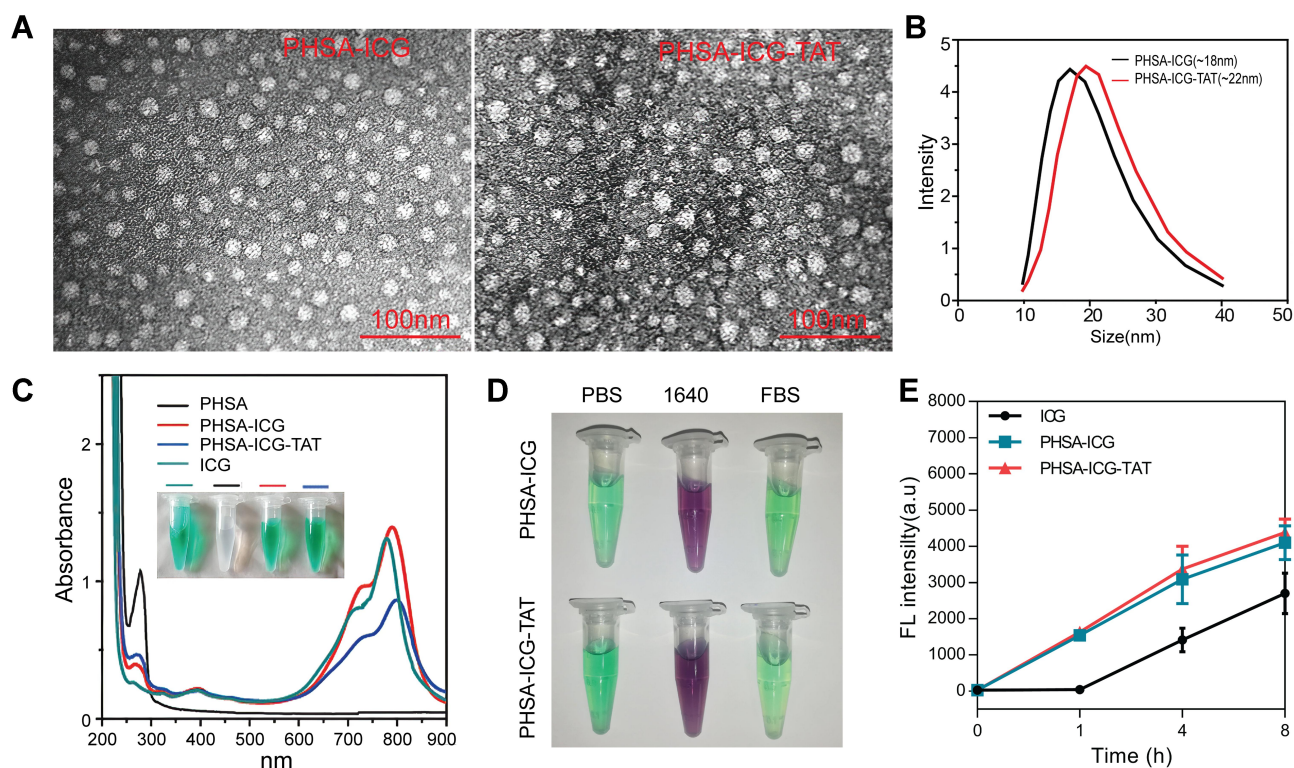 A
PHSA-ICG
100nm
PHSA-ICG-TAT
100nm
B
5
4
3
2
1
0
Intensity
PHSA-ICG(~18nm)
PHSA-ICG-TAT(~22nm)
0 10 20 30 40 50
Size(nm)
C
2
1
0
Absorbance
PHSA
PHSA-ICG
PHSA-ICG-TAT
ICG
200 300 400 500 600 700 800 900
nm
D
PBS 1640 FBS
PHSA-ICG
PHSA-ICG-TAT
E
8000
7000
6000
5000
4000
3000
2000
1000
0
FL intensilty(a.u)
ICG
PHSA-ICG
PHSA-ICG-TAT
0 1 4 8
Time (h)